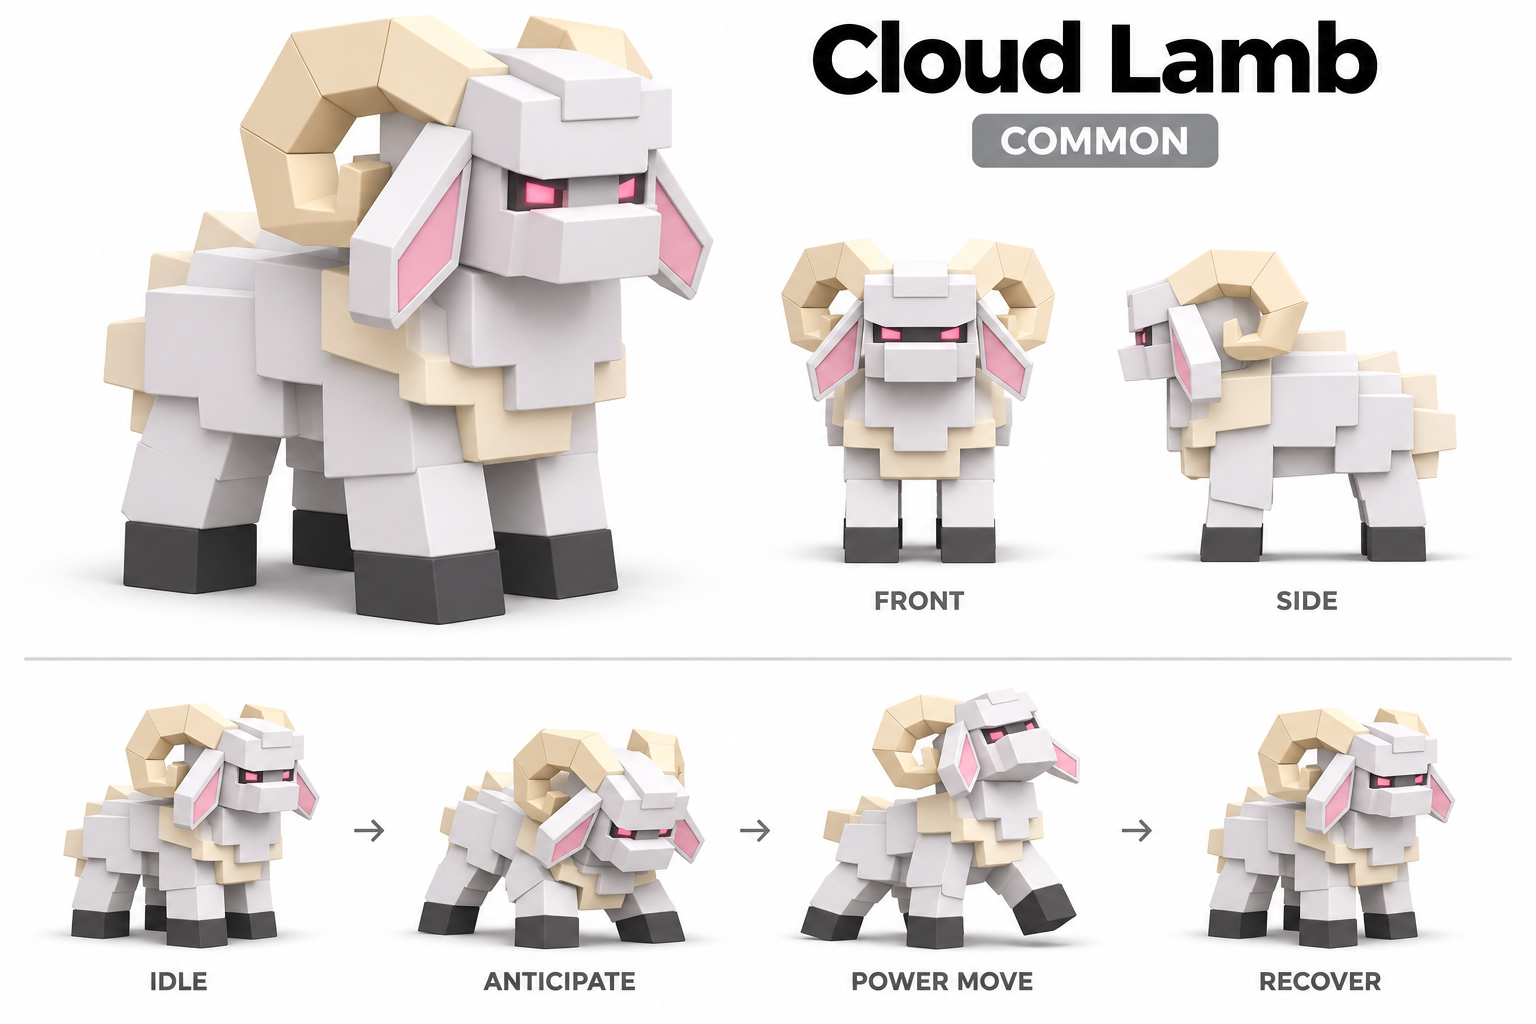 Cloud Lamb
COMMON
FRONT
SIDE
IDLE
ANTICIPATE
POWER MOVE
RECOVER